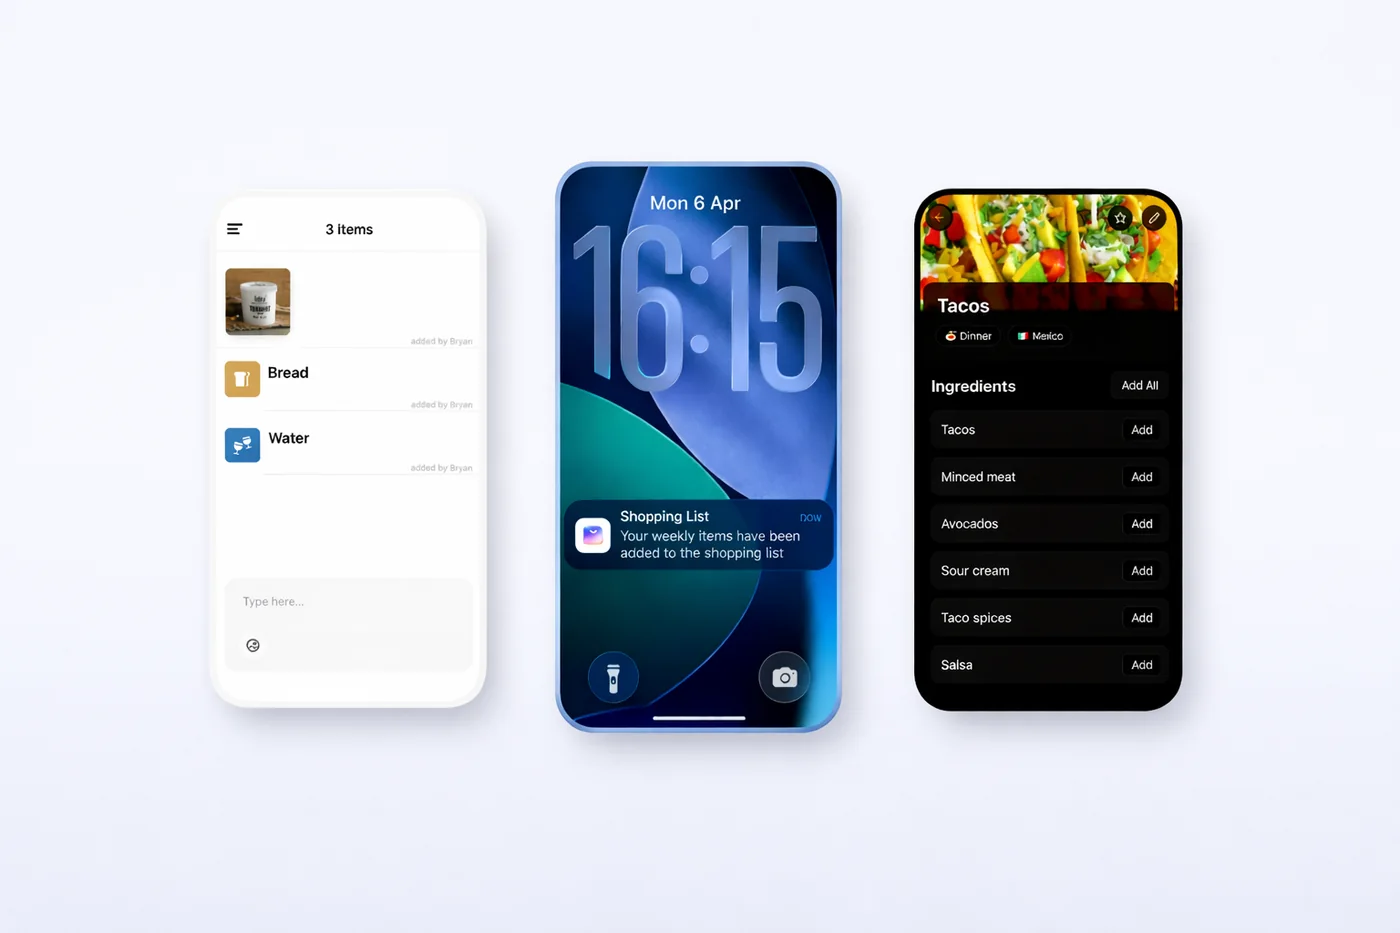 3 items
added by Bryan
Bread
added by Bryan
Water
added by Bryan
Type here...
Mon 6 Apr
16:15
Shopping List
now
Your weekly items have been
added to the shopping list
Tacos
Dinner
Mexico
Ingredients
Add All
Tacos
Add
Minced meat
Add
Avocados
Add
Sour cream
Add
Taco spices
Add
Salsa
Add